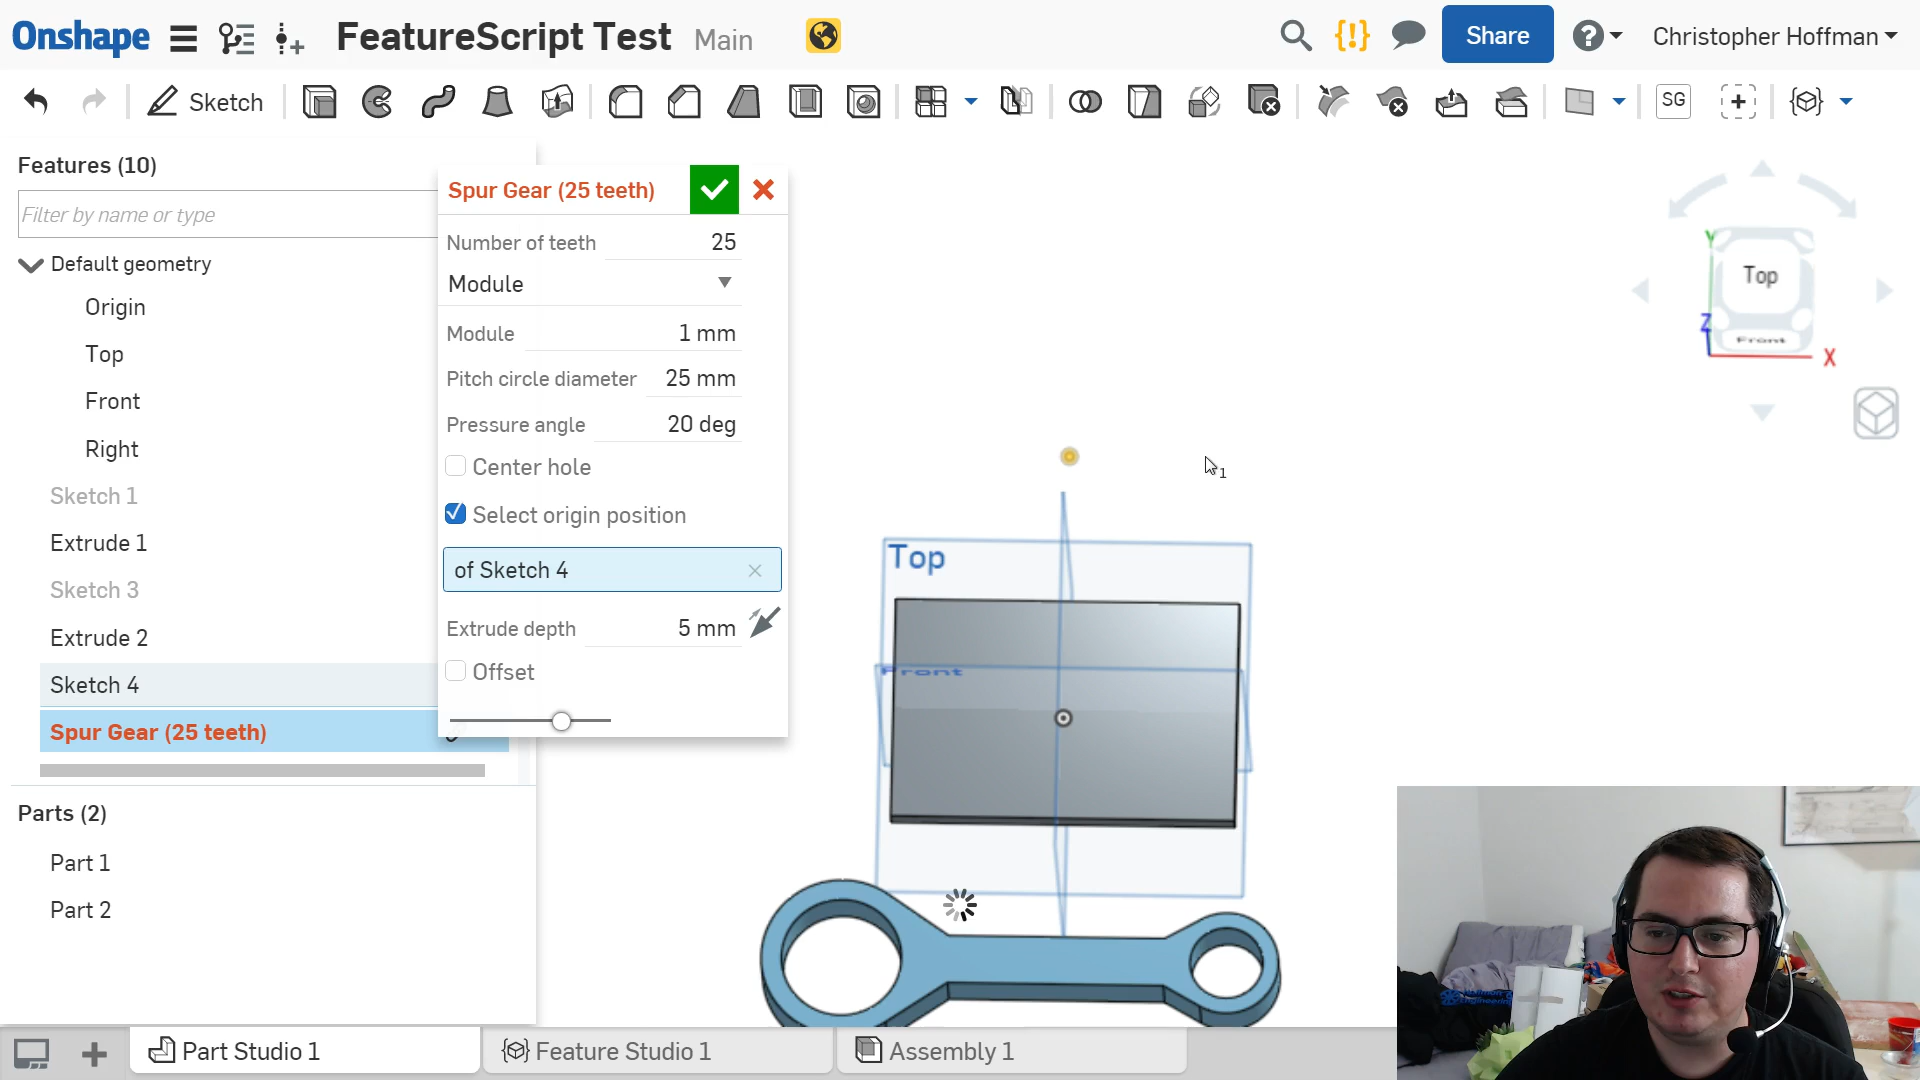 Onshape
FeatureScript Test Main
Share
Christopher Hoffman
Sketch
SG
Features (10)
Filter by name or type
Default geometry
Origin
Top
Front
Right
Sketch 1
Extrude 1
Sketch 3
Extrude 2
Sketch 4
Spur Gear (25 teeth)
Parts (2)
Part 1
Part 2
Spur Gear (25 teeth)
Number of teeth 25
Module
Module 1 mm
Pitch circle diameter 25 mm
Pressure angle 20 deg
Center hole
Select origin position
of Sketch 4
Extrude depth 5 mm
Offset
Top
Front
1
Y
Top
Z
Front
X
Part Studio 1
Feature Studio 1
Assembly 1